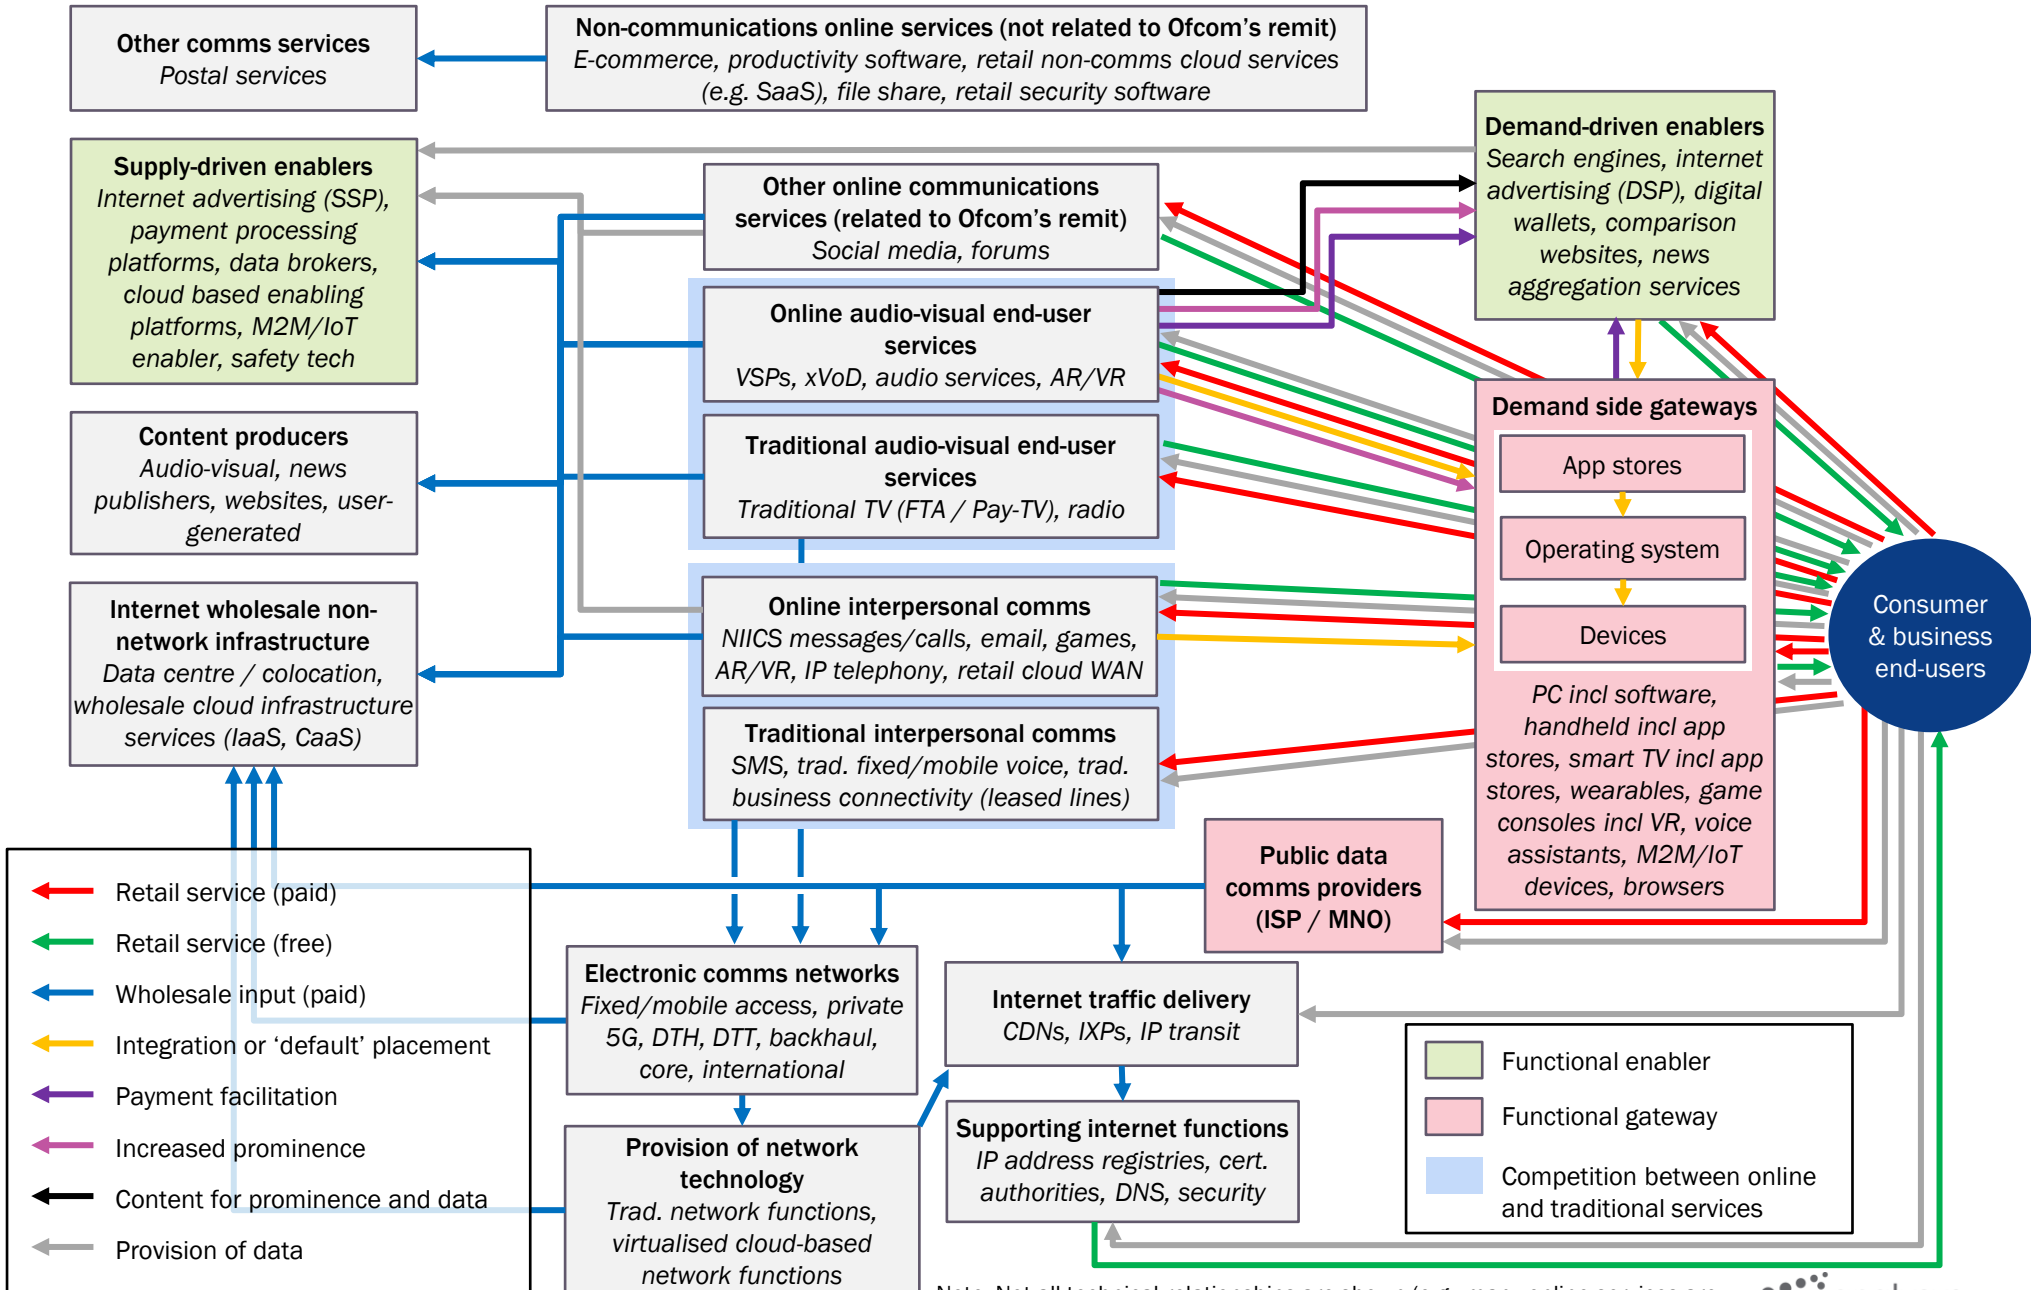 Other comms services
Postal services
Non-communications online services (not related to Ofcom's remit)
E-commerce, productivity software, retail non-comms cloud services
(e.g. SaaS), file share, retail security software
Supply-driven enablers
Internet advertising (SSP),
payment processing
platforms, data brokers,
cloud based enabling
platforms, M2M/IoT
enabler, safety tech
Other online communications
services (related to Ofcom's remit)
Social media, forums
Demand-driven enablers
Search engines, internet
advertising (DSP), digital
wallets, comparison
websites, news
aggregation services
Online audio-visual end-user
services
VSPs, xVoD, audio services, AR/VR
Content producers
Audio-visual, news
publishers, websites, user-
generated
Traditional audio-visual end-user
services
Traditional TV (FTA / Pay-TV), radio
Demand side gateways
App stores
Operating system
Devices
PC incl software,
handheld incl app
stores, smart TV incl app
stores, wearables, game
consoles incl VR, voice
assistants, M2M/IoT
devices, browsers
Consumer
& business
end-users
Internet wholesale non-
network infrastructure
Data centre / colocation,
wholesale cloud infrastructure
services (IaaS, CaaS)
Online interpersonal comms
NIICS messages/calls, email, games,
AR/VR, IP telephony, retail cloud WAN
Traditional interpersonal comms
SMS, trad. fixed/mobile voice, trad.
business connectivity (leased lines)
Public data
comms providers
(ISP / MNO)
Retail service (paid)
Retail service (free)
Wholesale input (paid)
Integration or 'default' placement
Payment facilitation
Increased prominence
Content for prominence and data
Provision of data
Electronic comms networks
Fixed/mobile access, private
5G, DTH, DTT, backhaul,
core, international
Internet traffic delivery
CDNs, IXPs, IP transit
Provision of network
technology
Trad. network functions,
virtualised cloud-based
network functions
Supporting internet functions
IP address registries, cert.
authorities, DNS, security
Functional enabler
Functional gateway
Competition between online
and traditional services